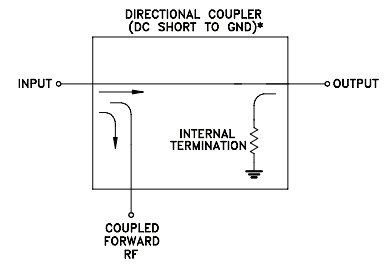 DIRECTIONAL COUPLER
(DC SHORT TO GND)*
INPUT
OUTPUT
INTERNAL
TERMINATION
COUPLED
FORWARD
RF